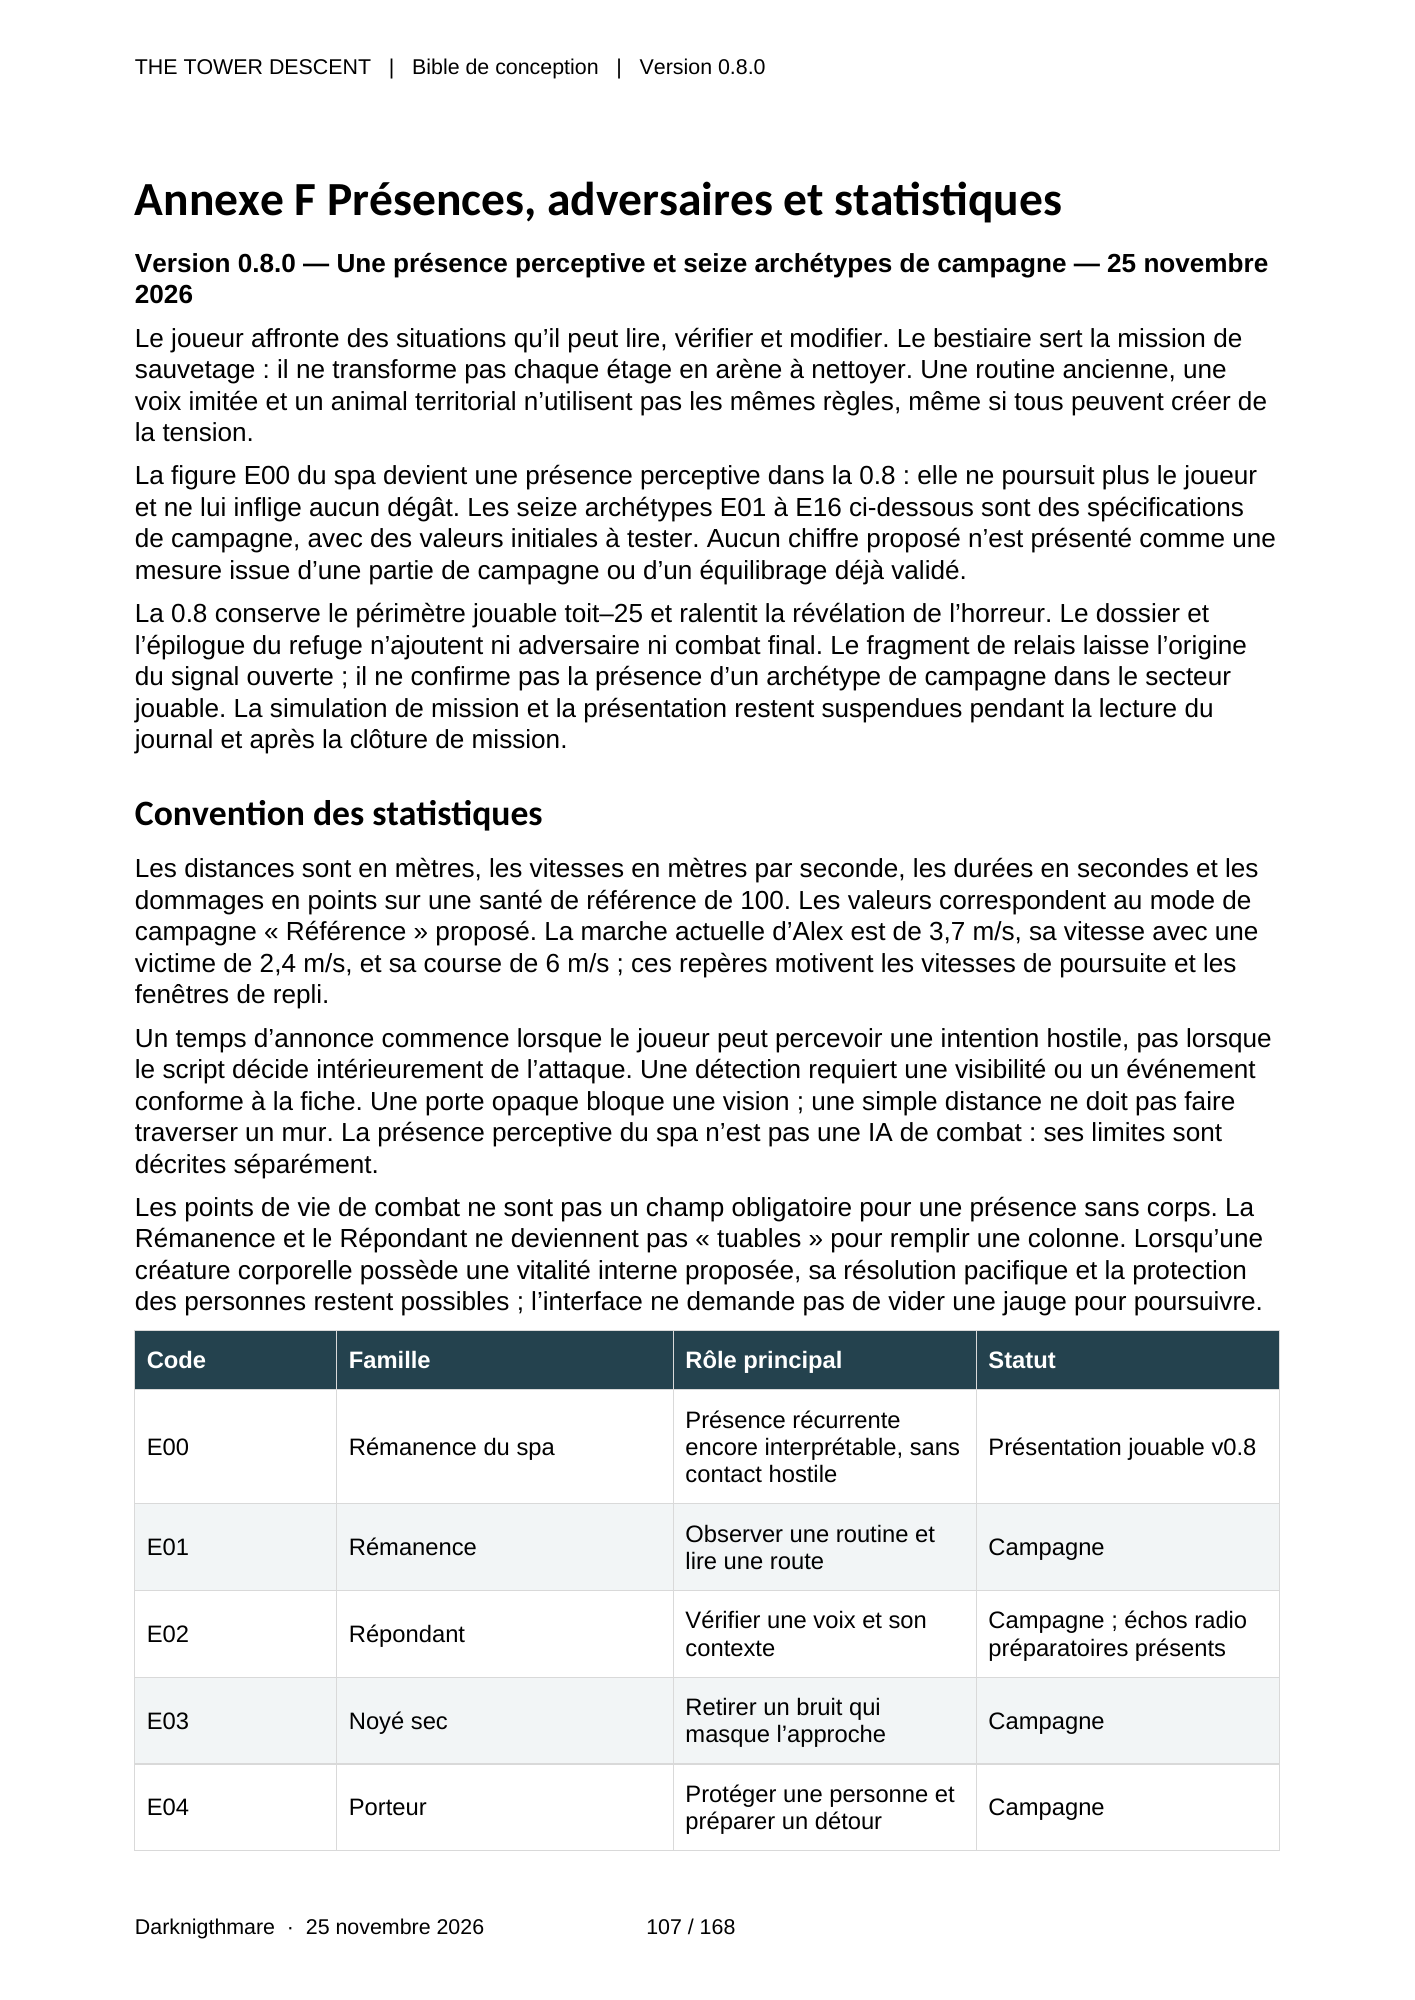 THE TOWER DESCENT | Bible de conception | Version 0.8.0
Annexe F Présences, adversaires et statistiques
Version 0.8.0 — Une présence perceptive et seize archétypes de campagne — 25 novembre
2026
Le joueur affronte des situations qu’il peut lire, vérifier et modifier. Le bestiaire sert la mission de
sauvetage : il ne transforme pas chaque étage en arène à nettoyer. Une routine ancienne, une
voix imitée et un animal territorial n’utilisent pas les mêmes règles, même si tous peuvent créer de
la tension.
La figure E00 du spa devient une présence perceptive dans la 0.8 : elle ne poursuit plus le joueur
et ne lui inflige aucun dégât. Les seize archétypes E01 à E16 ci-dessous sont des spécifications
de campagne, avec des valeurs initiales à tester. Aucun chiffre proposé n’est présenté comme une
mesure issue d’une partie de campagne ou d’un équilibrage déjà validé.
La 0.8 conserve le périmètre jouable toit–25 et ralentit la révélation de l’horreur. Le dossier et
l’épilogue du refuge n’ajoutent ni adversaire ni combat final. Le fragment de relais laisse l’origine
du signal ouverte ; il ne confirme pas la présence d’un archétype de campagne dans le secteur
jouable. La simulation de mission et la présentation restent suspendues pendant la lecture du
journal et après la clôture de mission.
Convention des statistiques
Les distances sont en mètres, les vitesses en mètres par seconde, les durées en secondes et les
dommages en points sur une santé de référence de 100. Les valeurs correspondent au mode de
campagne « Référence » proposé. La marche actuelle d’Alex est de 3,7 m/s, sa vitesse avec une
victime de 2,4 m/s, et sa course de 6 m/s ; ces repères motivent les vitesses de poursuite et les
fenêtres de repli.
Un temps d’annonce commence lorsque le joueur peut percevoir une intention hostile, pas lorsque
le script décide intérieurement de l’attaque. Une détection requiert une visibilité ou un événement
conforme à la fiche. Une porte opaque bloque une vision ; une simple distance ne doit pas faire
traverser un mur. La présence perceptive du spa n’est pas une IA de combat : ses limites sont
décrites séparément.
Les points de vie de combat ne sont pas un champ obligatoire pour une présence sans corps. La
Rémanence et le Répondant ne deviennent pas « tuables » pour remplir une colonne. Lorsqu’une
créature corporelle possède une vitalité interne proposée, sa résolution pacifique et la protection
des personnes restent possibles ; l’interface ne demande pas de vider une jauge pour poursuivre.
Code Famille Rôle principal Statut
E00 Rémanence du spa Présence récurrente
encore interprétable, sans
contact hostile Présentation jouable v0.8
E01 Rémanence Observer une routine et
lire une route Campagne
E02 Répondant Vérifier une voix et son
contexte Campagne ; échos radio
préparatoires présents
E03 Noyé sec Retirer un bruit qui
masque l’approche Campagne
E04 Porteur Protéger une personne et
préparer un détour Campagne
Darknigthmare · 25 novembre 2026 107 / 168